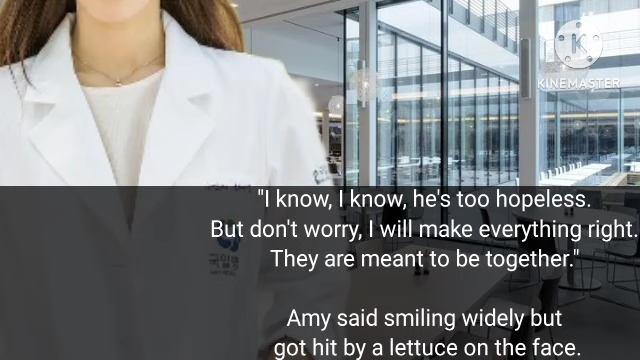 KINEMASTER
"I know, I know, he's too hopeless.
But don't worry, I will make everything right.
They are meant to be together."
Amy said smiling widely but
got hit by a lettuce on the face.